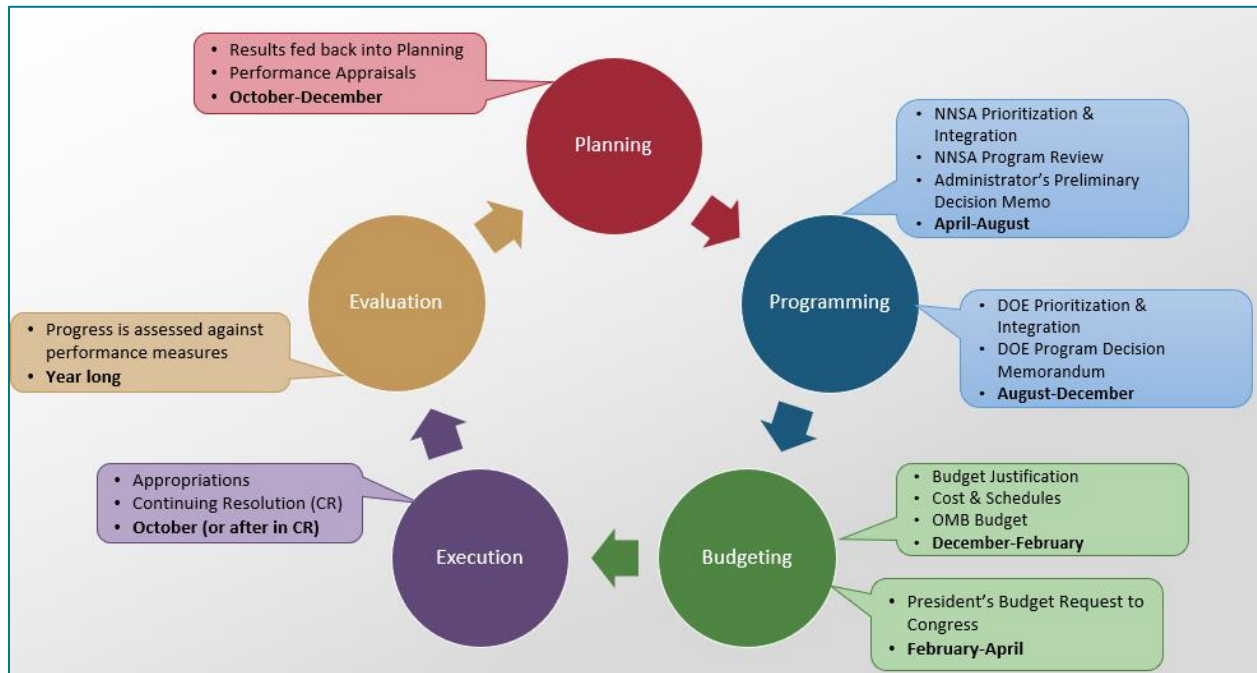 • Results fed back into Planning
• Performance Appraisals
• October-December
Planning
• NNSA Prioritization &
Integration
• NNSA Program Review
• Administrator’s Preliminary
Decision Memo
• April-August
Programming
• DOE Prioritization &
Integration
• DOE Program Decision
Memorandum
• August-December
Budgeting
• Budget Justification
• Cost & Schedules
• OMB Budget
• December-February
• President’s Budget Request to
Congress
• February-April
Execution
• Appropriations
• Continuing Resolution (CR)
• October (or after in CR)
Evaluation
• Progress is assessed against
performance measures
• Year long